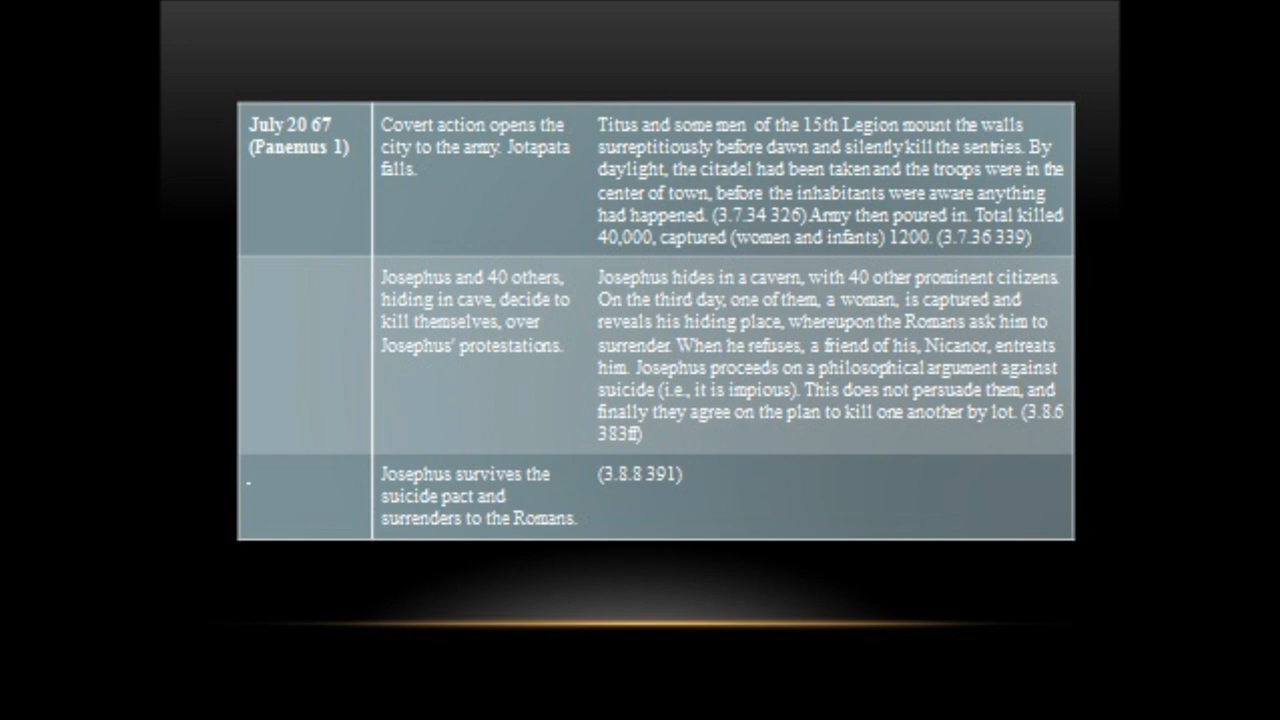 July 20 67
(Panemus 1)
Covert action opens the
city to the army. Jotapata
falls.
Titus and some men of the 15th Legion mount the walls
surreptitiously before dawn and silently kill the sentries. By
daylight, the citadel had been taken and the troops were in the
center of town, before the inhabitants were aware anything
had happened. (3.7.34 326) Army then poured in. Total killed
40,000, captured (women and infants) 1200. (3.7.36 339)
Josephus and 40 others,
hiding in cave, decide to
kill themselves, over
Josephus' protestations.
Josephus hides in a cavern, with 40 other prominent citizens.
On the third day, one of them, a woman, is captured and
reveals his hiding place, whereupon the Romans ask him to
surrender. When he refuses, a friend of his, Nicanor, entreats
him. Josephus proceeds on a philosophical argument against
suicide (i.e., it is impious). This does not persuade them, and
finally they agree on the plan to kill one another by lot. (3.8.6
383ff)
.
Josephus survives the
suicide pact and
surrenders to the Romans.
(3.8.8 391)